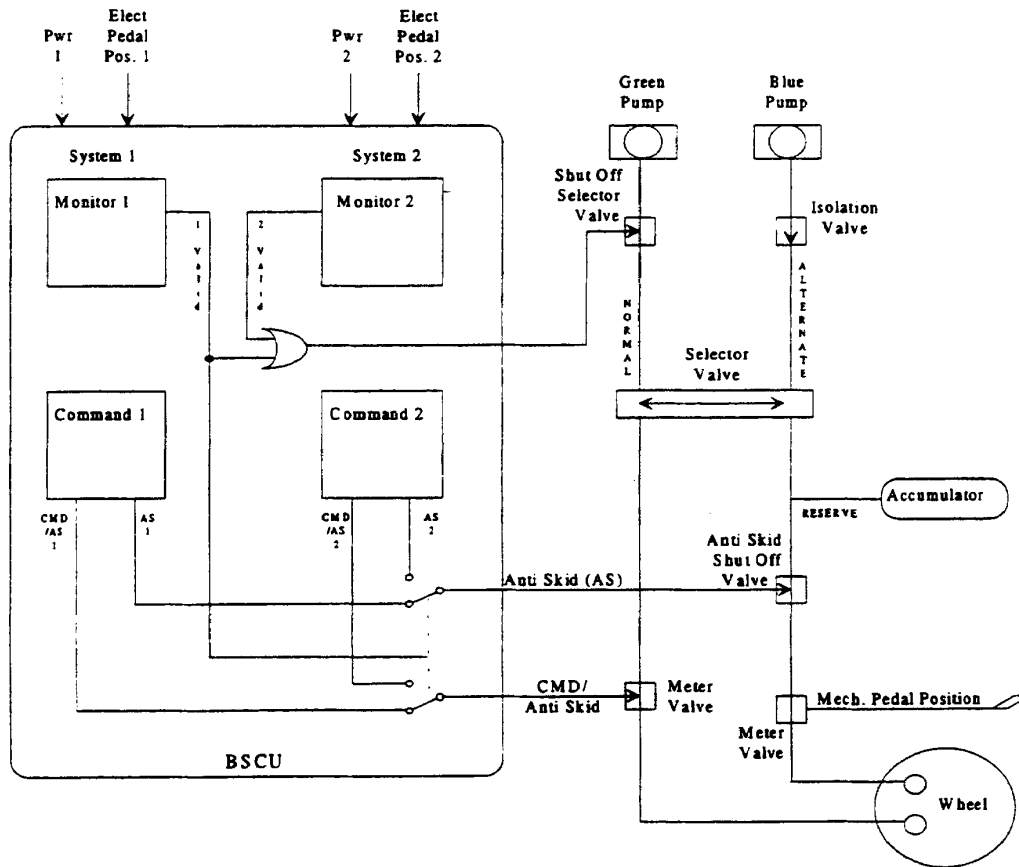 Pwr
1
Elect
Pedal
Pos. 1
Pwr
2
Elect
Pedal
Pos. 2
Green
Pump
Blue
Pump
System 1
System 2
Monitor 1
Monitor 2
1 Valid
2 Valid
Shut Off
Selector
Valve
Isolation
Valve
NORMAL
ALTERNATE
Selector
Valve
Command 1
Command 2
CMD
/AS
1
AS
1
CMD
/AS
2
AS
2
Accumulator
RESERVE
Anti Skid
Shut Off
Valve
Anti Skid (AS)
CMD/
Anti Skid
Meter
Valve
Mech. Pedal Position
Meter
Valve
BSCU
Wheel